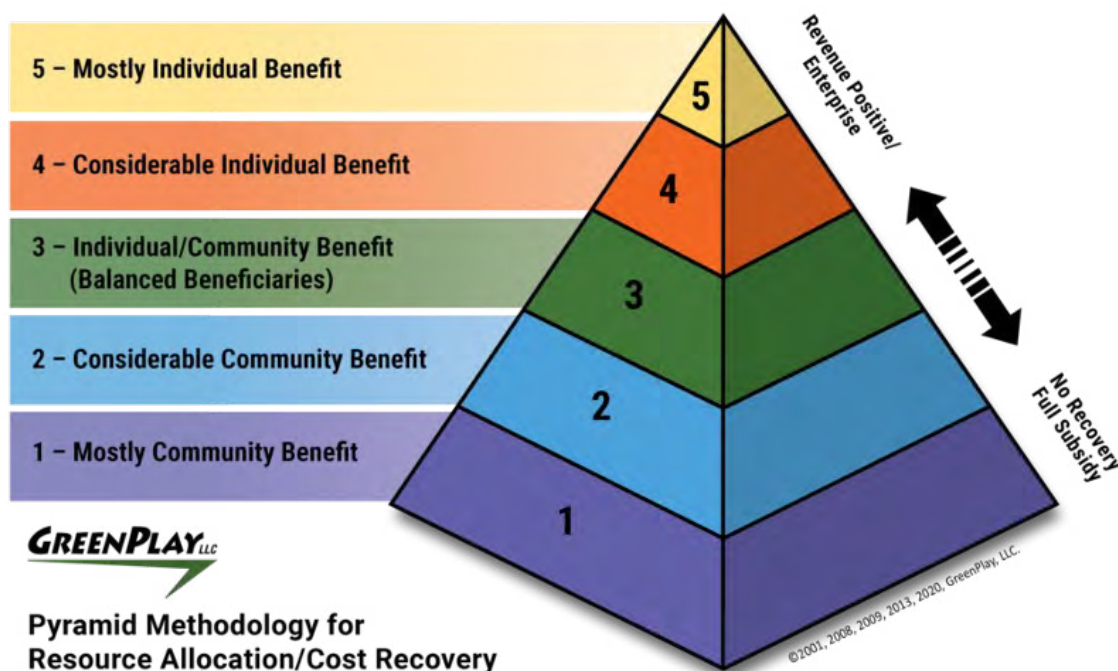 5 – Mostly Individual Benefit
4 – Considerable Individual Benefit
3 – Individual/Community Benefit
(Balanced Beneficiaries)
2 – Considerable Community Benefit
1 – Mostly Community Benefit
5
4
3
2
1
Revenue Positive/
Enterprise
No Recovery
Full Subsidy
©2001, 2008, 2009, 2013, 2020, GreenPlay, LLC.
GREENPLAY LLC
Pyramid Methodology for
Resource Allocation/Cost Recovery